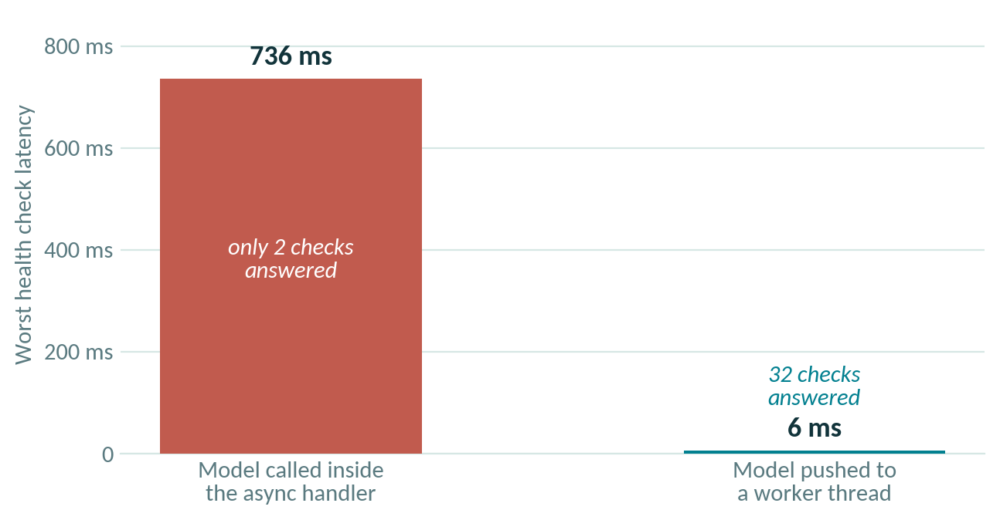 Worst health check latency
800 ms
600 ms
400 ms
200 ms
0
736 ms
only 2 checks
answered
32 checks
answered
6 ms
Model called inside
the async handler
Model pushed to
a worker thread